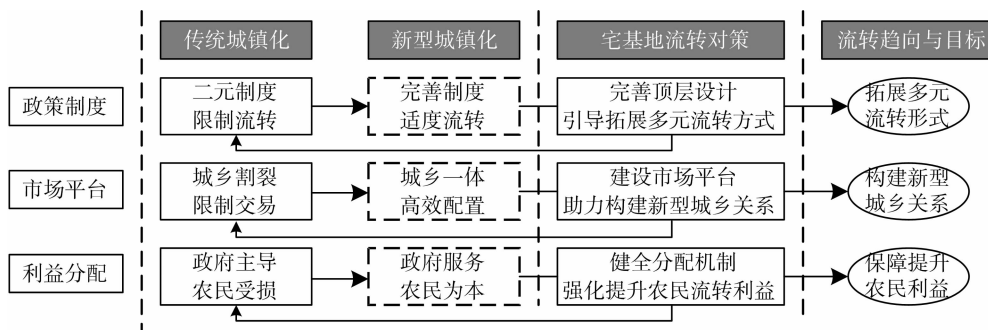 传统城镇化
新型城镇化
宅基地流转对策
流转趋向与目标
政策制度
二元制度
限制流转
完善制度
适度流转
完善顶层设计
引导拓展多元流转方式
拓展多元
流转形式
市场平台
城乡割裂
限制交易
城乡一体
高效配置
建设市场平台
助力构建新型城乡关系
构建新型
城乡关系
利益分配
政府主导
农民受损
政府服务
农民为本
健全分配机制
强化提升农民流转利益
保障提升
农民利益